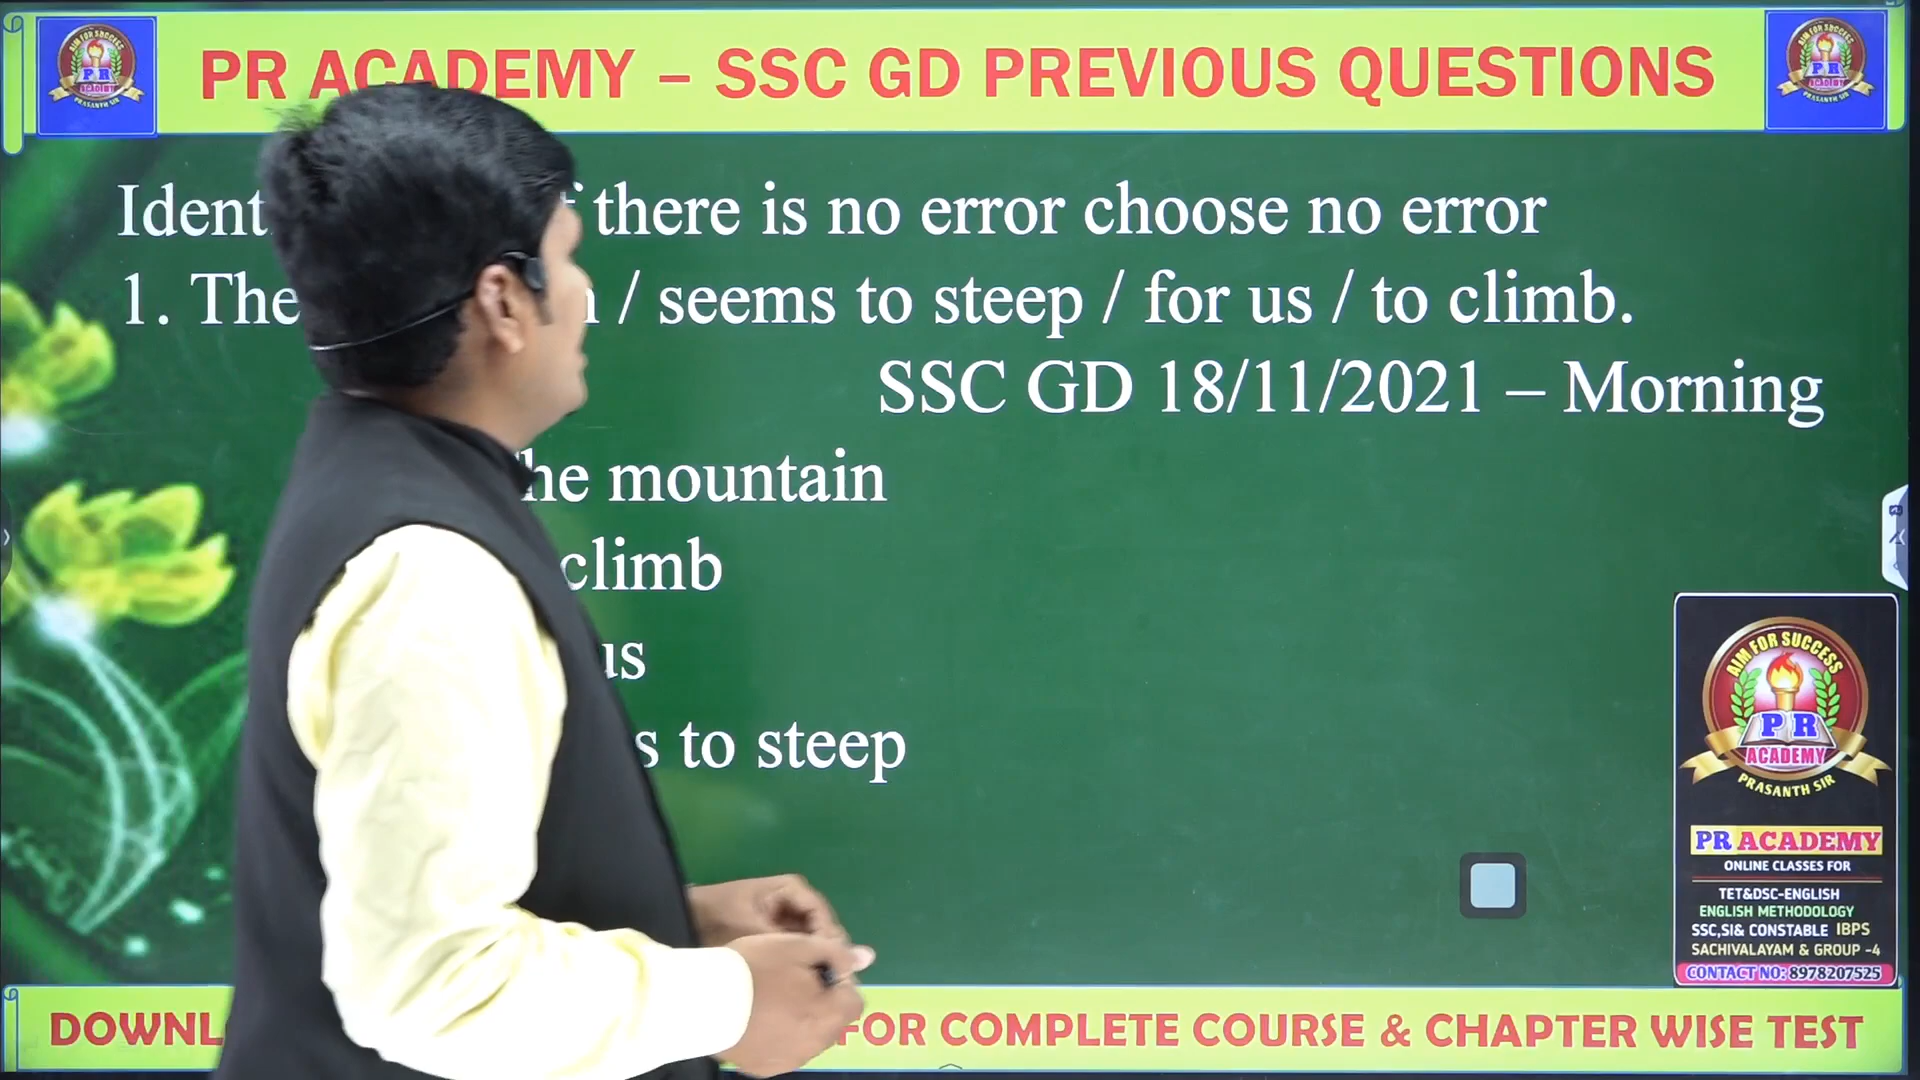 PR ACADEMY – SSC GD PREVIOUS QUESTIONS
there is no error choose no error
1. The / seems to steep / for us / to climb.
SSC GD 18/11/2021 – Morning
mountain
climb
us
to steep
AIM FOR SUCCESS
PR
ACADEMY
PRASANTH SIR
PR ACADEMY
ONLINE CLASSES FOR
TET&DSC-ENGLISH
ENGLISH METHODOLOGY
SSC,SI& CONSTABLE IBPS
SACHIVALAYAM & GROUP -4
CONTACT NO: 8978207525
FOR COMPLETE COURSE & CHAPTER WISE TEST